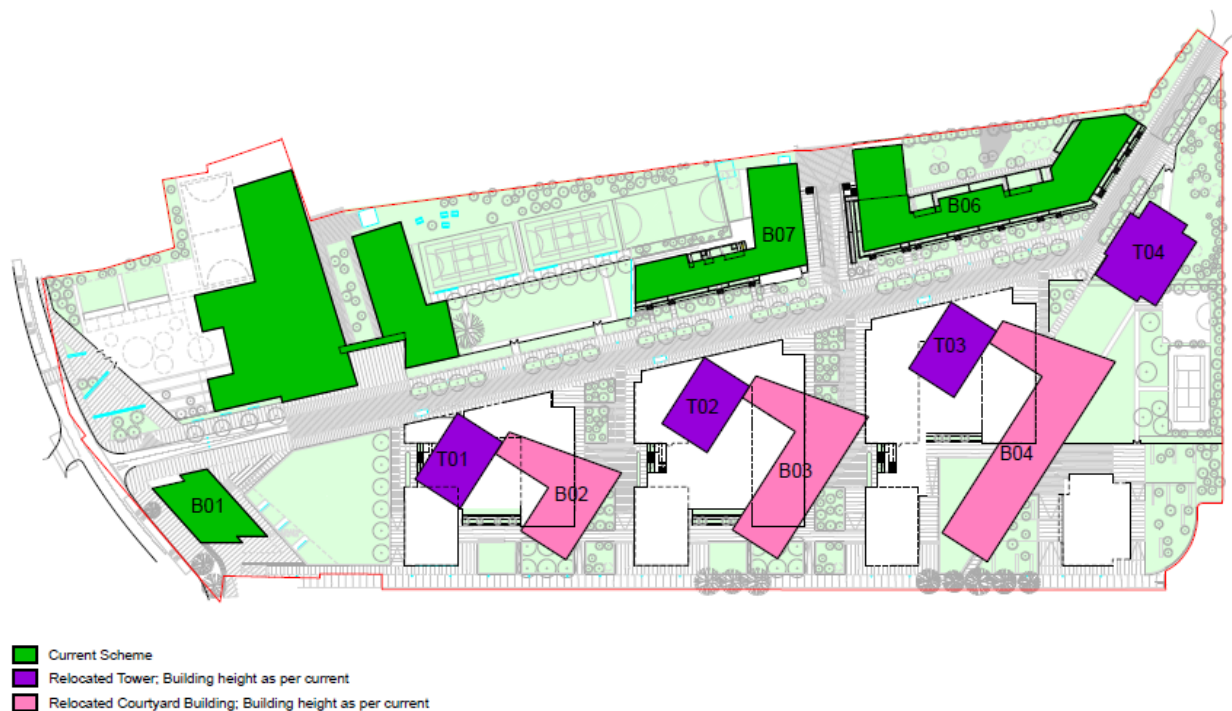 B06
B07
T04
T03
T02
T01
B04
B03
B02
B01
Current Scheme
Relocated Tower; Building height as per current
Relocated Courtyard Building; Building height as per current